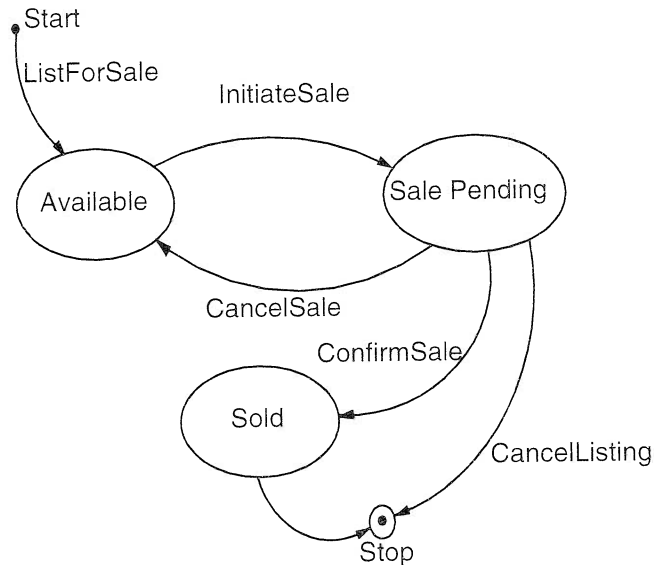 Start
ListForSale
InitiateSale
Available
Sale Pending
CancelSale
ConfirmSale
Sold
CancelListing
Stop